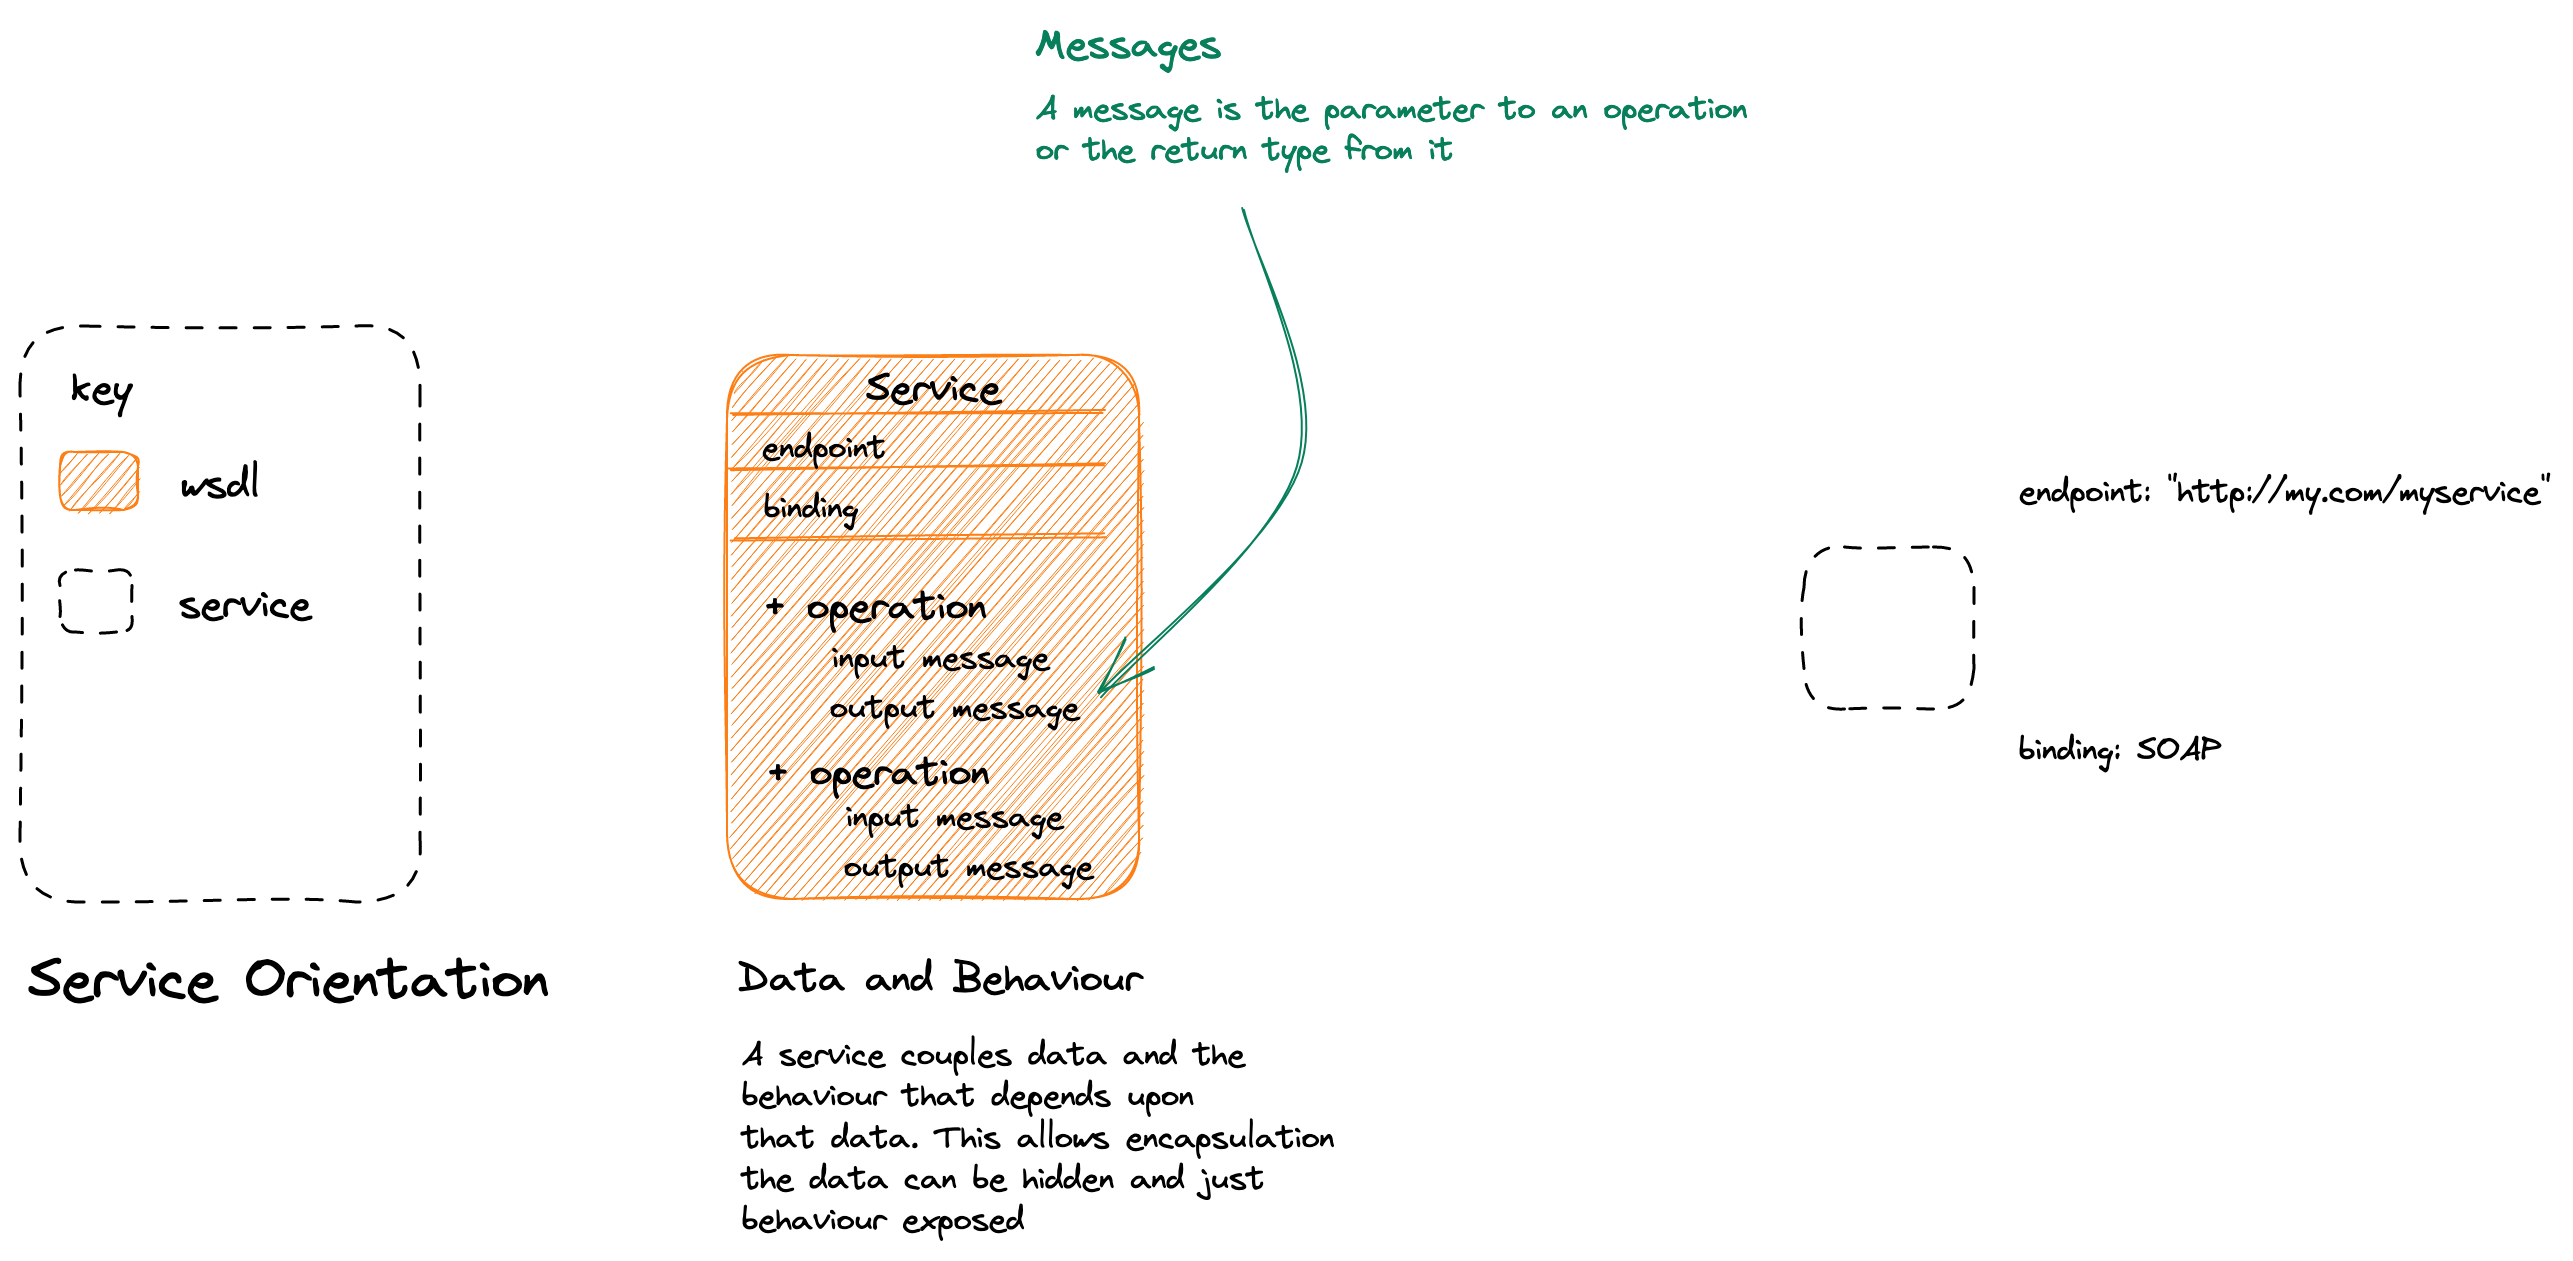 Messages
A message is the parameter to an operation
or the return type from it
key
wsdl
service
Service Orientation
Service
endpoint
binding
+ operation
input message
output message
+ operation
input message
output message
Data and Behaviour
A service couples data and the
behaviour that depends upon
that data. This allows encapsulation
the data can be hidden and just
behaviour exposed
endpoint: "http://my.com/myservice"
binding: SOAP